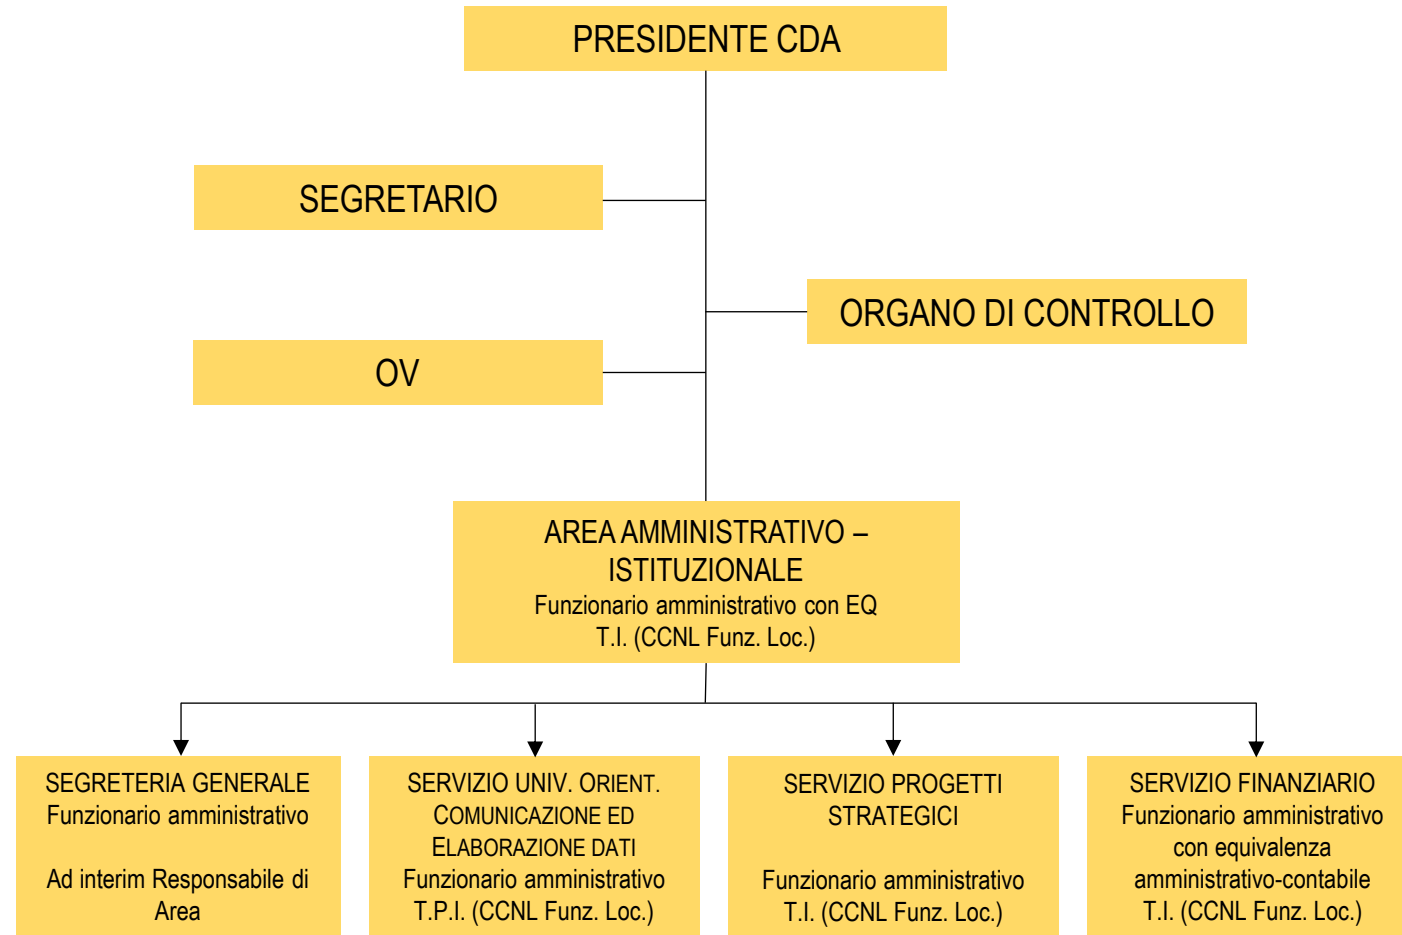 PRESIDENTE CDA
SEGRETARIO
ORGANO DI CONTROLLO
OV
AREA AMMINISTRATIVO –
ISTITUZIONALE
Funzionario amministrativo con EQ
T.I. (CCNL Funz. Loc.)
SEGRETERIA GENERALE
Funzionario amministrativo
Ad interim Responsabile di
Area
SERVIZIO UNIV. ORIENT.
COMUNICAZIONE ED
ELABORAZIONE DATI
Funzionario amministrativo
T.P.I. (CCNL Funz. Loc.)
SERVIZIO PROGETTI
STRATEGICI
Funzionario amministrativo
T.I. (CCNL Funz. Loc.)
SERVIZIO FINANZIARIO
Funzionario amministrativo
con equivalenza
amministrativo-contabile
T.I. (CCNL Funz. Loc.)